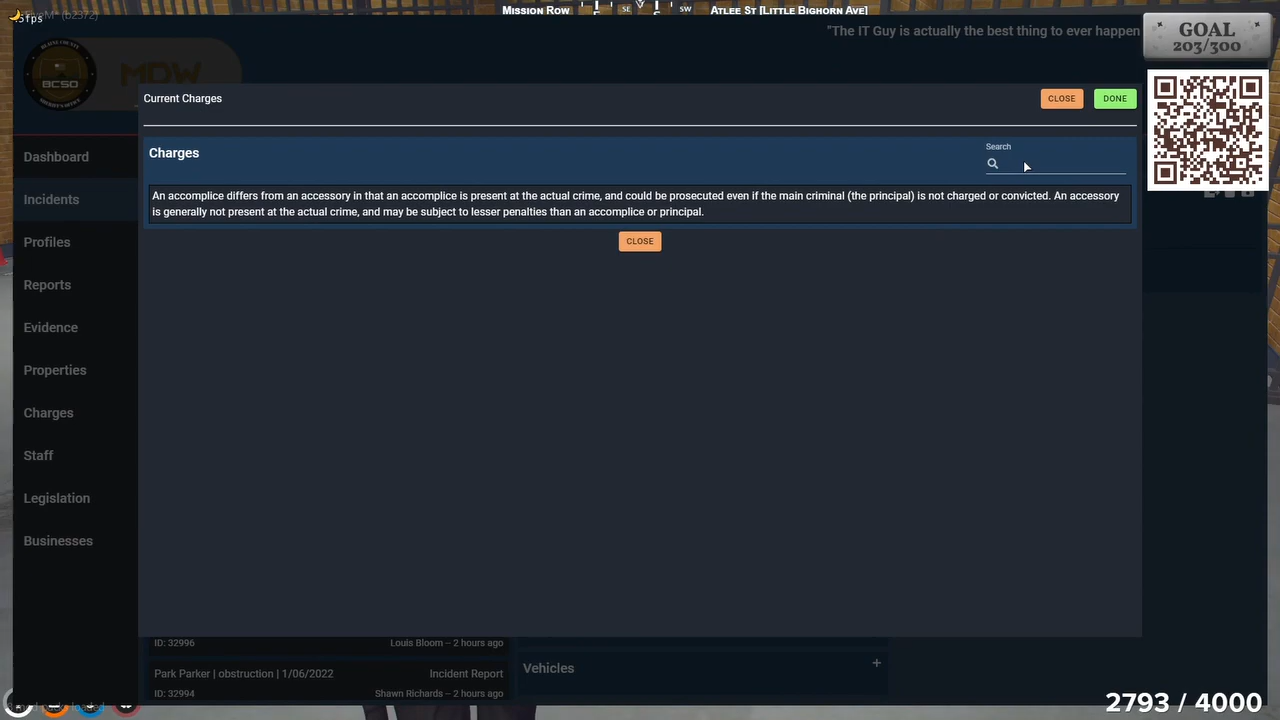 FiveM® (b2372)
5fps
Mission Row
SE
SW
Atlee St [Little Bighorn Ave]
"The IT Guy is actually the best thing to ever happen
GOAL
203/300
BCSO
MDW
Current Charges
CLOSE
DONE
Charges
Search
An accomplice differs from an accessory in that an accomplice is present at the actual crime, and could be prosecuted even if the main criminal (the principal) is not charged or convicted. An accessory
is generally not present at the actual crime, and may be subject to lesser penalties than an accomplice or principal.
CLOSE
Dashboard
Incidents
Profiles
Reports
Evidence
Properties
Charges
Staff
Legislation
Businesses
ID: 32996
Louis Bloom – 2 hours ago
Park Parker | obstruction | 1/06/2022
Incident Report
ID: 32994
Shawn Richards – 2 hours ago
Vehicles
2793 / 4000